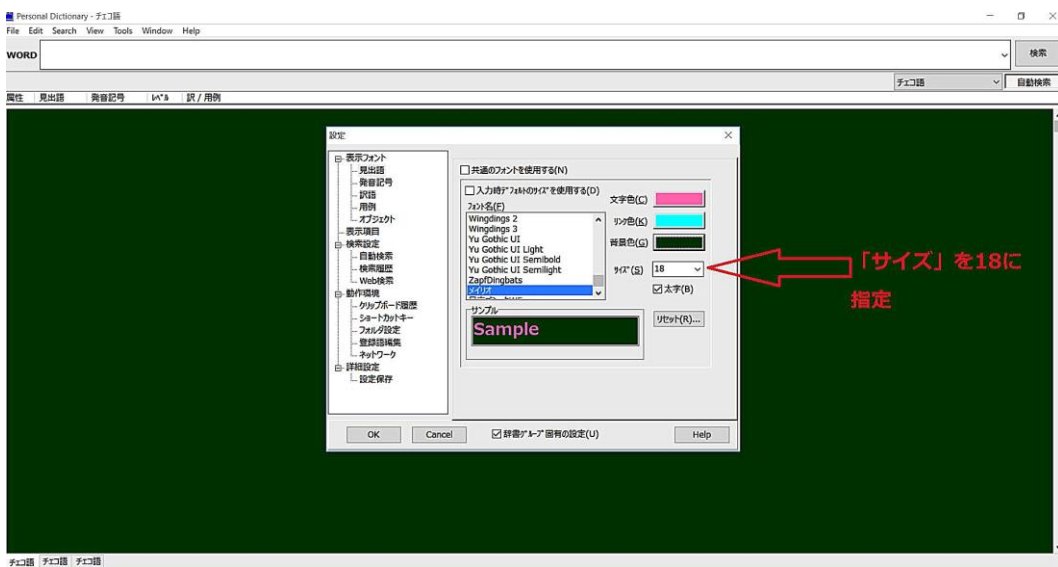 Personal Dictionary - チェコ語
File Edit Search View Tools Window Help
WORD
検索
チェコ語
自動検索
属性 見出語 発音記号 ﾚﾍﾞﾙ 訳 / 用例
設定
表示フォント
見出語
発音記号
訳語
用例
オブジェクト
表示項目
検索設定
自動検索
検索履歴
Web検索
動作環境
クリップボード履歴
ショートカットキー
フォルダ設定
登録語編集
ネットワーク
詳細設定
設定保存
共通のフォントを使用する(N)
入力時ﾃﾞﾌｫﾙﾄのｻｲｽﾞを使用する(D)
ﾌｫﾝﾄ名(F)
Wingdings 2
Wingdings 3
Yu Gothic UI
Yu Gothic UI Light
Yu Gothic UI Semibold
Yu Gothic UI Semilight
ZapfDingbats
メイリオ
文字色(C)
ﾘﾝｸ色(K)
背景色(G)
ｻｲｽﾞ(S) 18
太字(B)
サンプル
Sample
ﾘｾｯﾄ(R)...
OK Cancel 辞書ｸﾞﾙｰﾌﾟ固有の設定(U) Help
「サイズ」を18に
指定
チェコ語 チェコ語 チェコ語